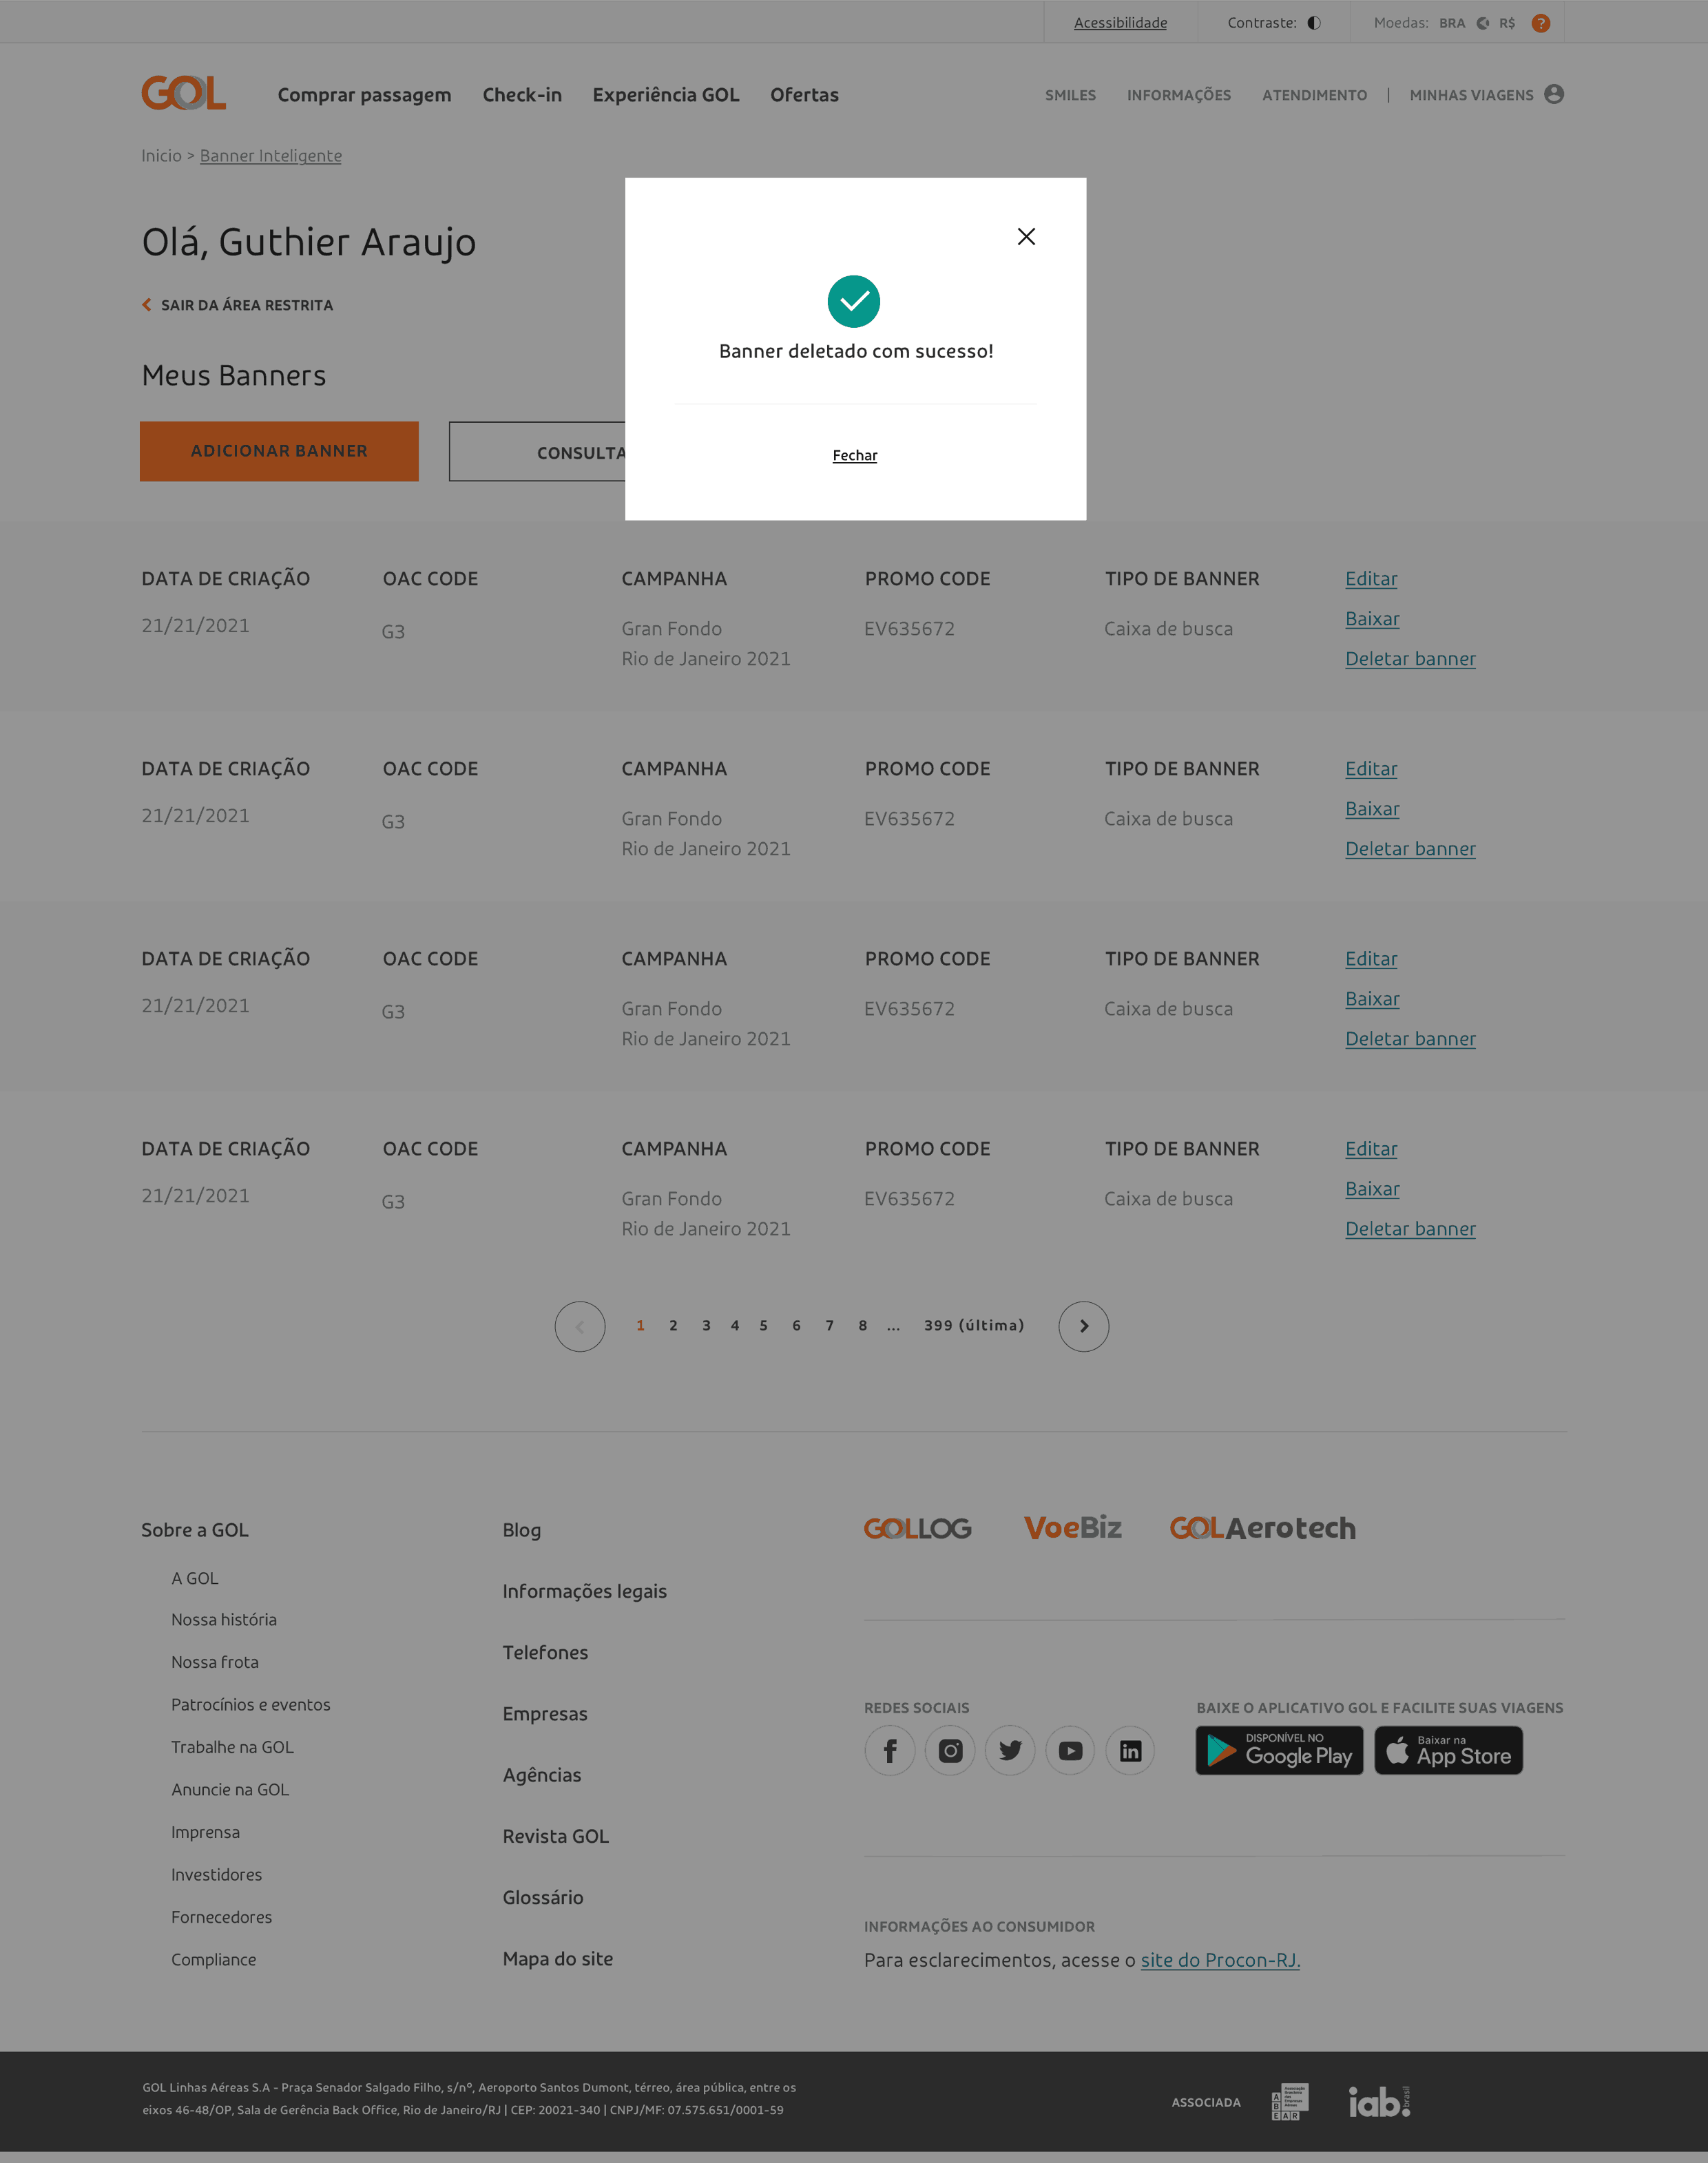 Acessibilidade
Contraste:
Moedas: BRA R$ ?
GOL Comprar passagem Check-in Experiência GOL Ofertas SMILES INFORMAÇÕES ATENDIMENTO | MINHAS VIAGENS
Inicio > Banner Inteligente
Olá, Guthier Araujo
SAIR DA ÁREA RESTRITA
Meus Banners
ADICIONAR BANNER
CONSULTA
Banner deletado com sucesso!
Fechar
DATA DE CRIAÇÃO OAC CODE CAMPANHA PROMO CODE TIPO DE BANNER Editar
21/21/2021 G3 Gran Fondo EV635672 Caixa de busca Baixar
Rio de Janeiro 2021 Deletar banner
DATA DE CRIAÇÃO OAC CODE CAMPANHA PROMO CODE TIPO DE BANNER Editar
21/21/2021 G3 Gran Fondo EV635672 Caixa de busca Baixar
Rio de Janeiro 2021 Deletar banner
DATA DE CRIAÇÃO OAC CODE CAMPANHA PROMO CODE TIPO DE BANNER Editar
21/21/2021 G3 Gran Fondo EV635672 Caixa de busca Baixar
Rio de Janeiro 2021 Deletar banner
DATA DE CRIAÇÃO OAC CODE CAMPANHA PROMO CODE TIPO DE BANNER Editar
21/21/2021 G3 Gran Fondo EV635672 Caixa de busca Baixar
Rio de Janeiro 2021 Deletar banner
1 2 3 4 5 6 7 8 ... 399 (última)
Sobre a GOL
A GOL
Nossa história
Nossa frota
Patrocínios e eventos
Trabalhe na GOL
Anuncie na GOL
Imprensa
Investidores
Fornecedores
Compliance
Blog
Informações legais
Telefones
Empresas
Agências
Revista GOL
Glossário
Mapa do site
GOLLOG VoeBiz GOLAerotech
REDES SOCIAIS
BAIXE O APLICATIVO GOL E FACILITE SUAS VIAGENS
DISPONÍVEL NO
Google Play
Baixar na
App Store
INFORMAÇÕES AO CONSUMIDOR
Para esclarecimentos, acesse o site do Procon-RJ.
GOL Linhas Aéreas S.A - Praça Senador Salgado Filho, s/nº, Aeroporto Santos Dumont, térreo, área pública, entre os
eixos 46-48/OP, Sala de Gerência Back Office, Rio de Janeiro/RJ | CEP: 20021-340 | CNPJ/MF: 07.575.651/0001-59
ASSOCIADA
ABEAR
iab.
brasil